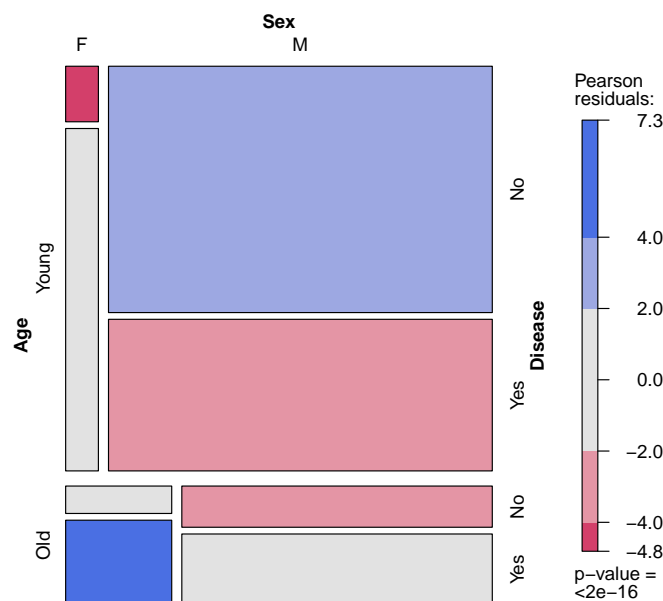 Sex
F
M
Young
Old
Age
No
Yes
No
Yes
Disease
Pearson
residuals:
7.3
4.0
2.0
0.0
−2.0
−4.0
−4.8
p−value =
<2e−16